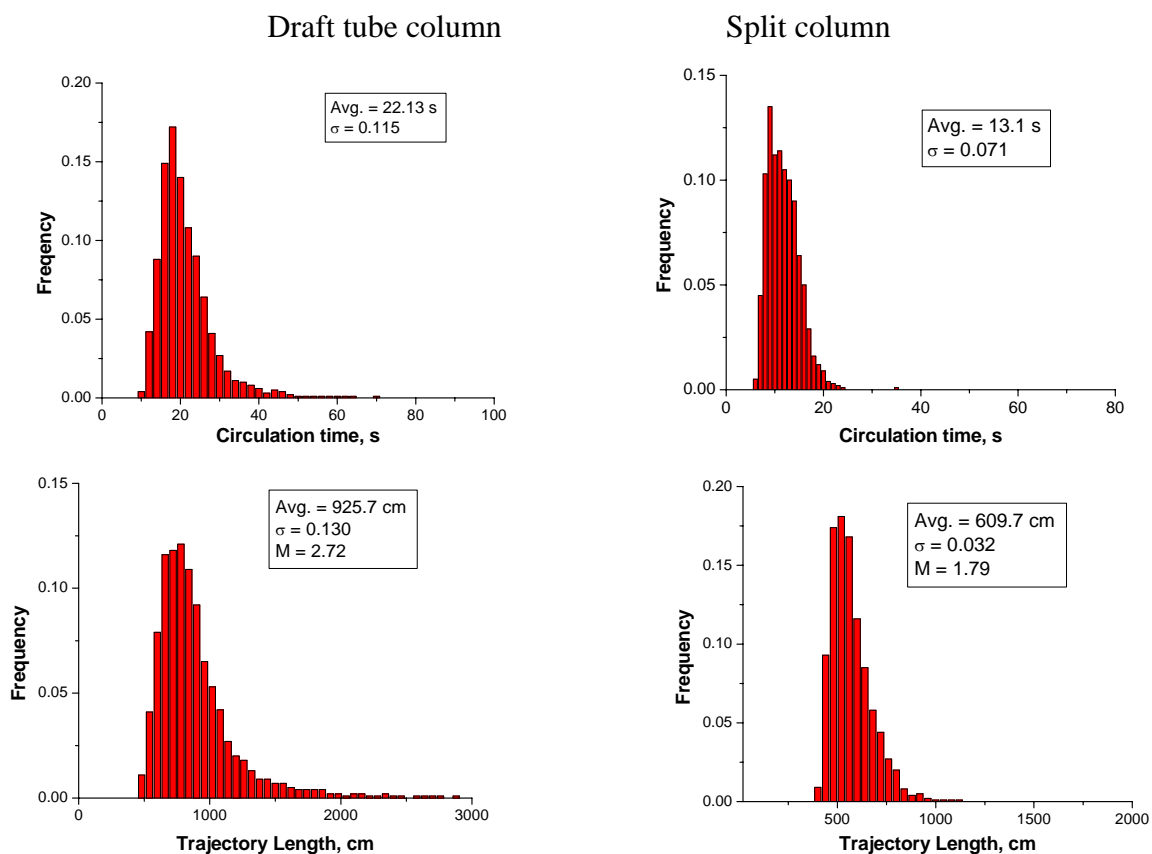 Draft tube column
Split column
0.20
0.15
0.10
0.05
0.00
Freqency
Avg. = 22.13 s
σ = 0.115
0 20 40 60 80 100
Circulation time, s
0.15
0.10
0.05
0.00
Frequency
Avg. = 13.1 s
σ = 0.071
0 20 40 60 80
Circulation time, s
0.15
0.10
0.05
0.00
Frequency
Avg. = 925.7 cm
σ = 0.130
M = 2.72
0 1000 2000 3000
Trajectory Length, cm
0.20
0.15
0.10
0.05
0.00
Frequency
Avg. = 609.7 cm
σ = 0.032
M = 1.79
500 1000 1500 2000
Trajectory Length, cm